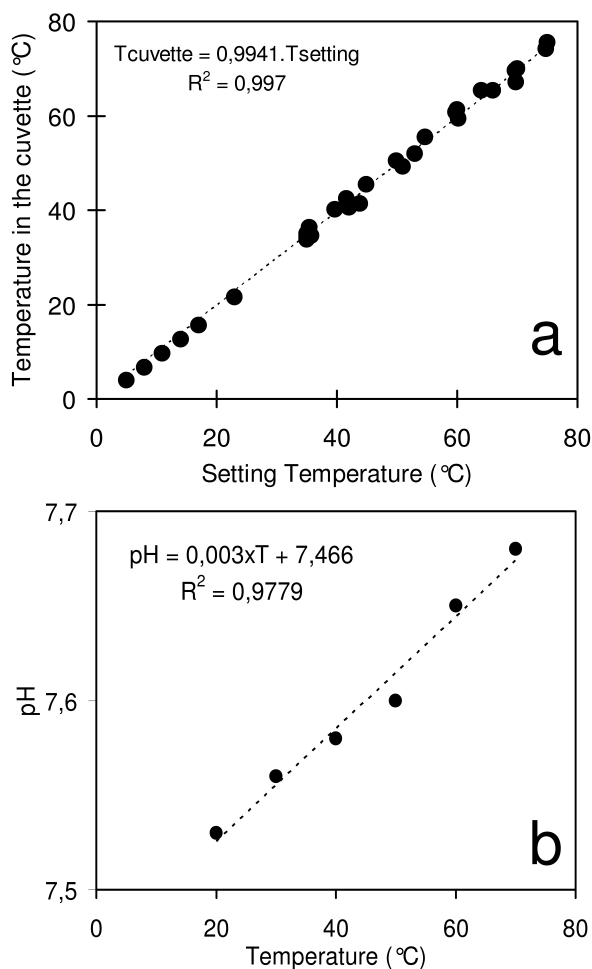 80
60
40
20
0
Temperature in the cuvette (°C)
Tcuvette = 0,9941.Tsetting
R² = 0,997
a
0 20 40 60 80
Setting Temperature (°C)
7,7
7,6
7,5
pH
pH = 0,003xT + 7,466
R² = 0,9779
b
0 20 40 60 80
Temperature (°C)